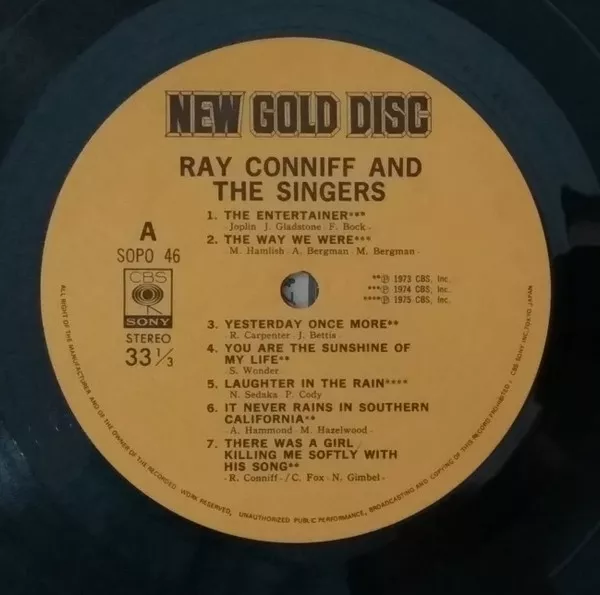 NEW GOLD DISC
RAY CONNIFF AND
THE SINGERS
A
SOPO 46
CBS
SONY
STEREO
33 1/3
1. THE ENTERTAINER***
-Joplin J. Gladstone F. Bock-
2. THE WAY WE WERE***
-M. Hamlish A. Bergman M. Bergman-
**℗ 1973 CBS, Inc.
***℗ 1974 CBS, Inc.
****℗ 1975 CBS, Inc.
3. YESTERDAY ONCE MORE**
-R. Carpenter J. Bettis-
4. YOU ARE THE SUNSHINE OF
MY LIFE**
-S. Wonder-
5. LAUGHTER IN THE RAIN****
-N. Sedaka P. Cody-
6. IT NEVER RAINS IN SOUTHERN
CALIFORNIA**
-A. Hammond M. Hazelwood-
7. THERE WAS A GIRL/
KILLING ME SOFTLY WITH
HIS SONG**
-R. Conniff-/C. Fox N. Gimbel-
ALL RIGHT OF THE MANUFACTURER AND OF THE OWNER OF THE RECORDED WORK RESERVED, UNAUTHORIZED PUBLIC PERFORMANCE, BROADCASTING AND COPYING OF THIS RECORD PROHIBITED / CBS SONY INC./TOKYO JAPAN